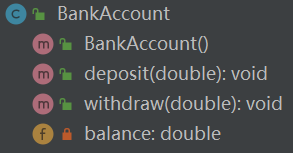 C BankAccount
m BankAccount()
m deposit(double): void
m withdraw(double): void
f balance: double